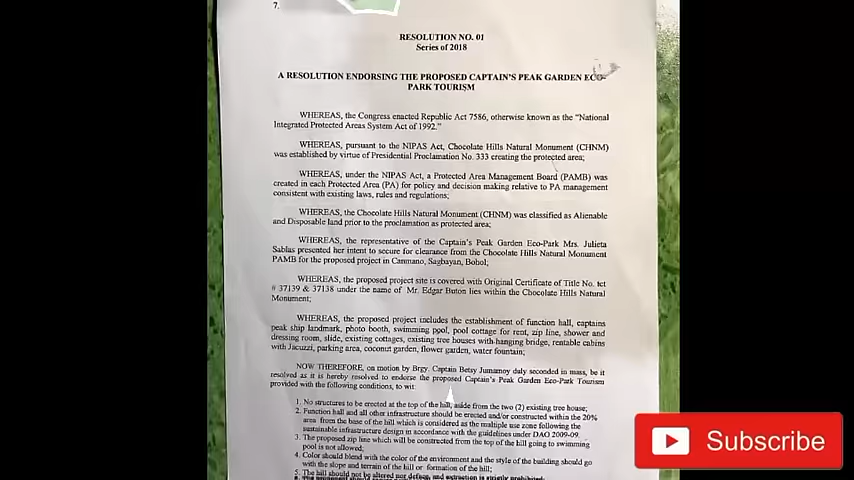 7.
RESOLUTION NO. 01
Series of 2018
A RESOLUTION ENDORSING THE PROPOSED CAPTAIN'S PEAK GARDEN ECO-
PARK TOURISM
WHEREAS, the Congress enacted Republic Act 7586, otherwise known as the "National
Integrated Protected Areas System Act of 1992."
WHEREAS, pursuant to the NIPAS Act, Chocolate Hills Natural Monument (CHNM)
was established by virtue of Presidential Proclamation No. 333 creating the protected area;
WHEREAS, under the NIPAS Act, a Protected Area Management Board (PAMB) was
created in each Protected Area (PA) for policy and decision making relative to PA management
consistent with existing laws, rules and regulations;
WHEREAS, the Chocolate Hills Natural Monument (CHNM) was classified as Alienable
and Disposable land prior to the proclamation as protected area;
WHEREAS, the representative of the Captain's Peak Garden Eco-Park Mrs. Julieta
Sablas presented her intent to secure for clearance from the Chocolate Hills Natural Monument
PAMB for the proposed project in Canmano, Sagbayan, Bohol;
WHEREAS, the proposed project site is covered with Original Certificate of Title No. tct
# 37139 & 37138 under the name of Mr. Edgar Buton lies within the Chocolate Hills Natural
Monument;
WHEREAS, the proposed project includes the establishment of function hall, captains
peak ship landmark, photo booth, swimming pool, pool cottage for rent, zip line, shower and
dressing room, slide, existing cottages, existing tree houses with hanging bridge, rentable cabins
with Jacuzzi, parking area, coconut garden, flower garden, water fountain;
NOW THEREFORE, on motion by Brgy. Captain Betsy Jumamoy duly seconded in mass, be it
resolved as it is hereby resolved to endorse the proposed Captain's Peak Garden Eco-Park Tourism
provided with the following conditions, to wit:
1. No structures to be erected at the top of the hill, aside from the two (2) existing tree house;
2. Function hall and all other infrastructure should be erected and/or constructed within the 20%
area from the base of the hill which is considered as the multiple use zone following the
sustainable infrastructure design in accordance with the guidelines under DAO 2009-09.
3. The proposed zip line which will be constructed from the top of the hill going to swimming
pool is not allowed;
4. Color should blend with the color of the environment and the style of the building should go
with the slope and terrain of the hill or formation of the hill;
5. The hill should not be altered nor deface, and extraction is strictly prohibited;
Subscribe